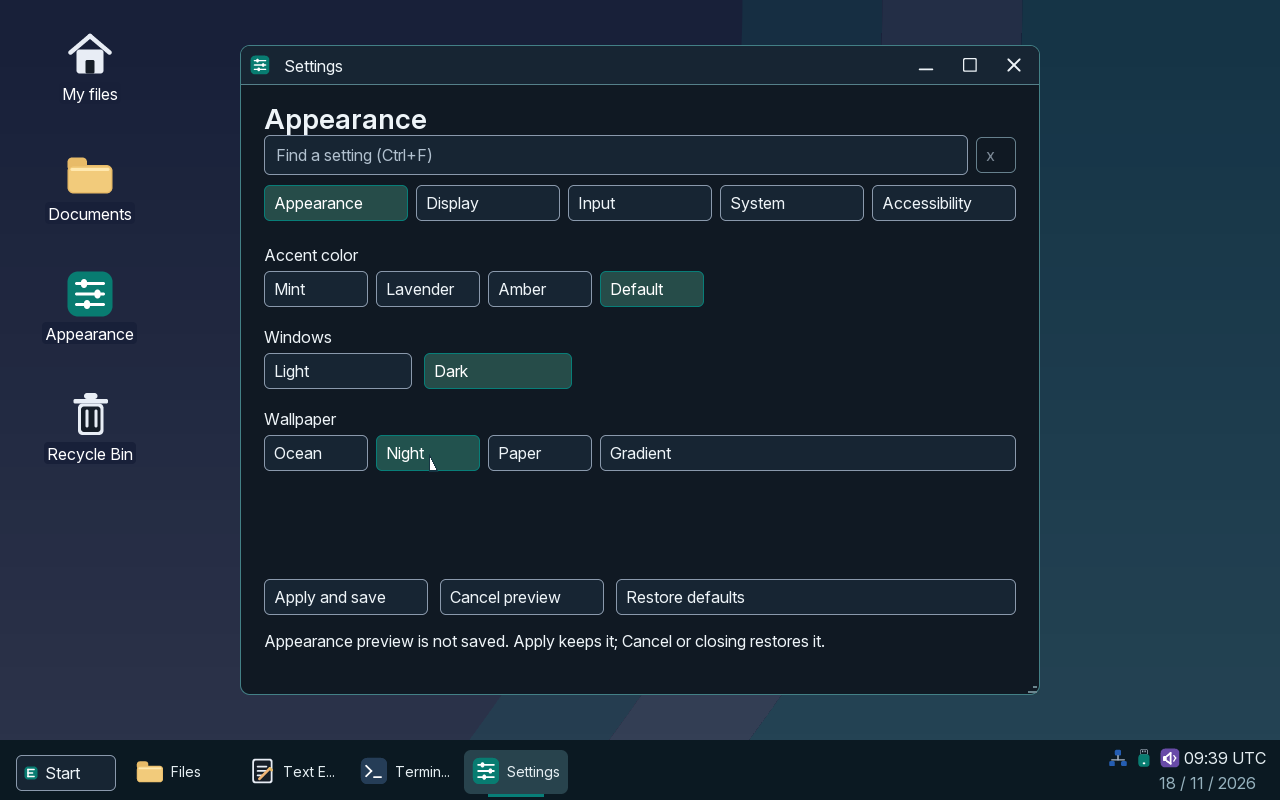 My files
Documents
Appearance
Recycle Bin
Settings
Appearance
Find a setting (Ctrl+F)
x
Appearance Display Input System Accessibility
Accent color
Mint Lavender Amber Default
Windows
Light Dark
Wallpaper
Ocean Night Paper Gradient
Apply and save Cancel preview Restore defaults
Appearance preview is not saved. Apply keeps it; Cancel or closing restores it.
E Start Files Text E... Termin... Settings
09:39 UTC
18 / 11 / 2026